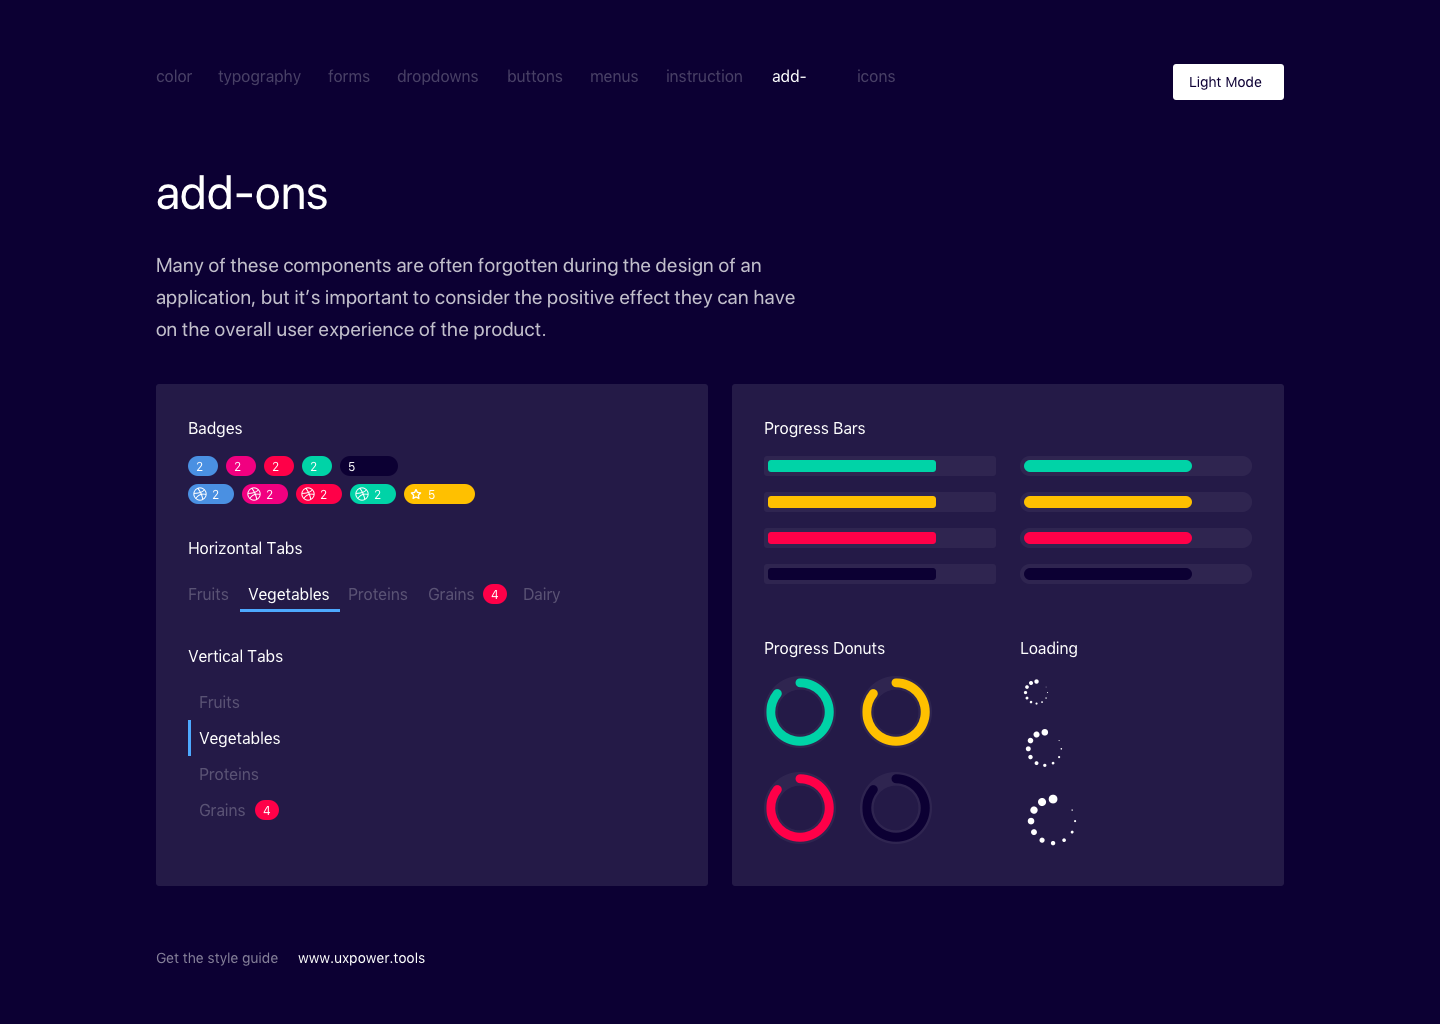 color typography forms dropdowns buttons menus instruction add- icons
Light Mode
add-ons
Many of these components are often forgotten during the design of an
application, but it’s important to consider the positive effect they can have
on the overall user experience of the product.
Badges
2 2 2 2 5
2 2 2 2 5
Horizontal Tabs
Fruits Vegetables Proteins Grains 4 Dairy
Vertical Tabs
Fruits
Vegetables
Proteins
Grains 4
Progress Bars
Progress Donuts
Loading
Get the style guide www.uxpower.tools